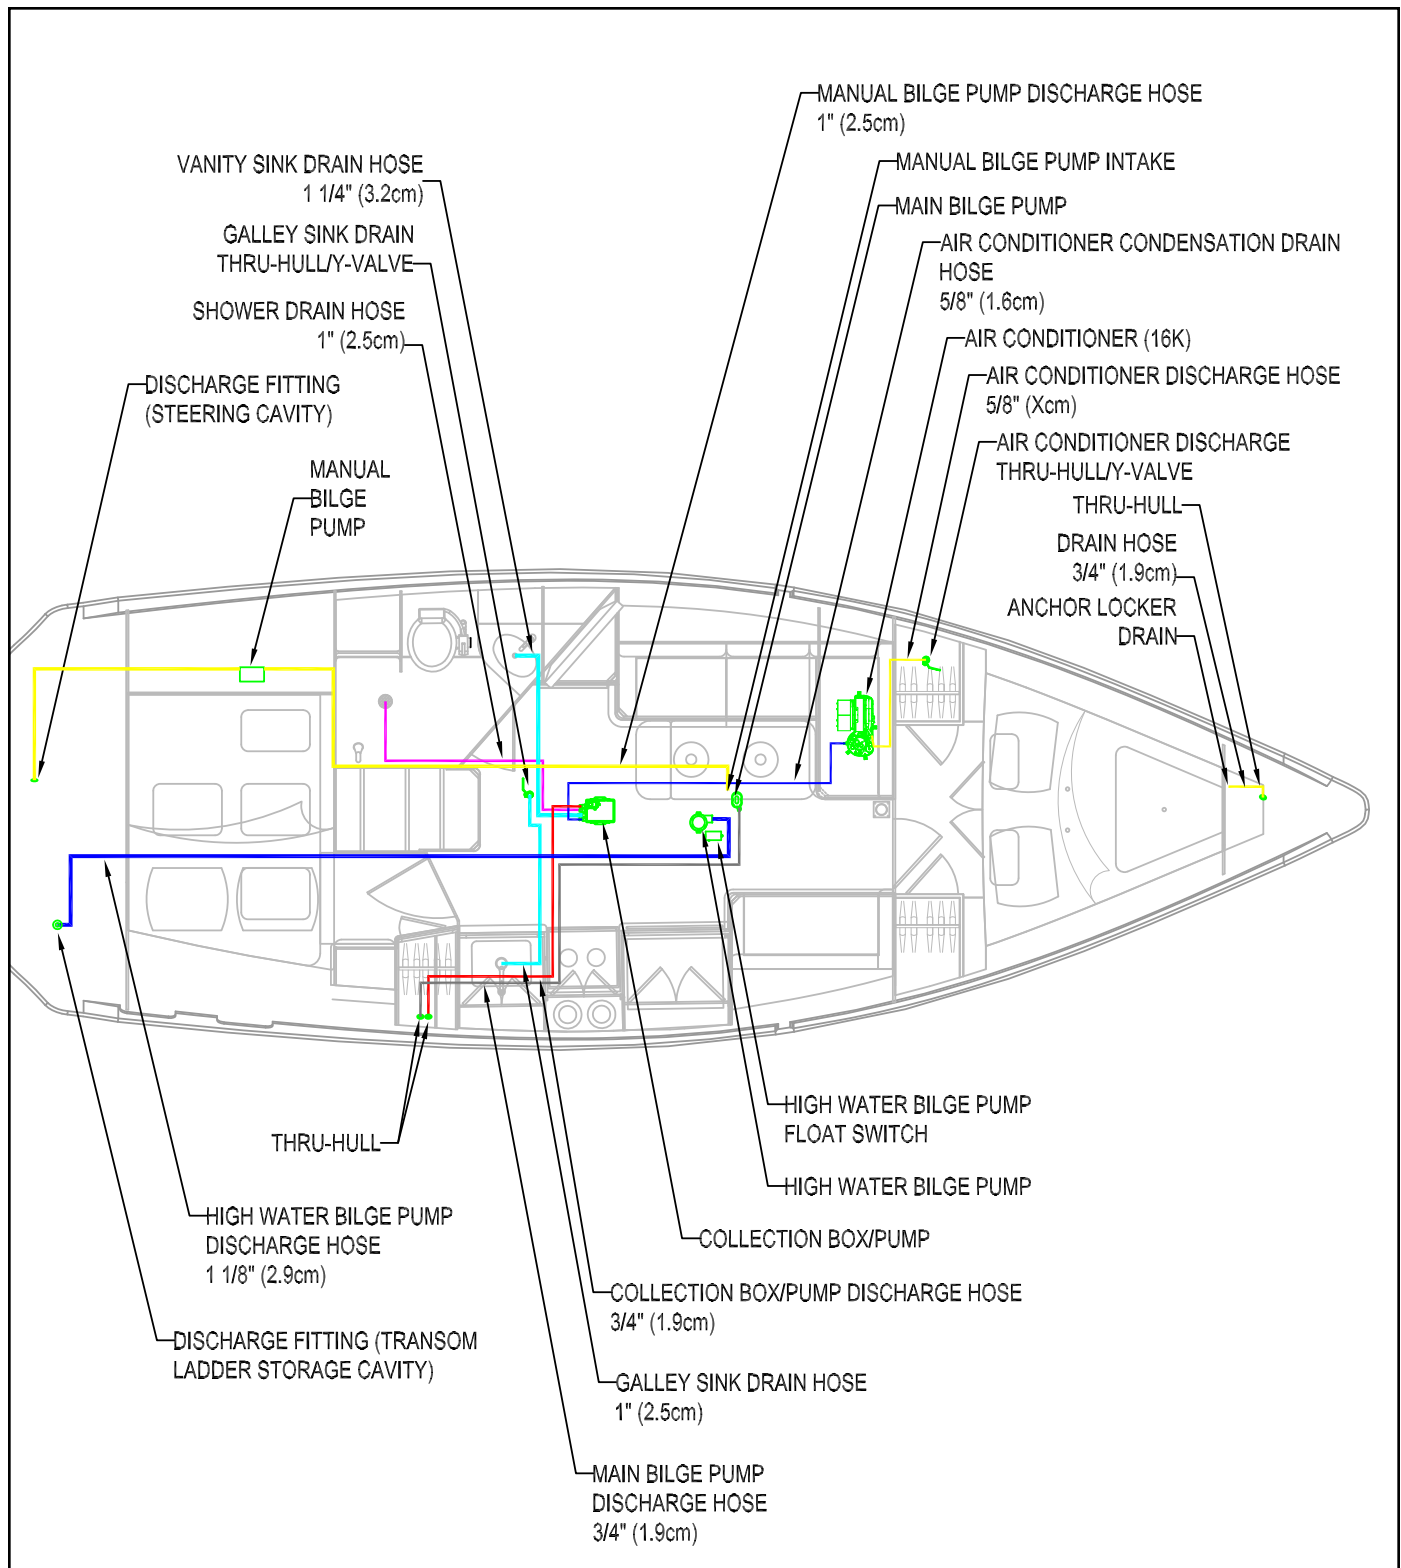 MANUAL BILGE PUMP DISCHARGE HOSE
1" (2.5cm)
MANUAL BILGE PUMP INTAKE
MAIN BILGE PUMP
AIR CONDITIONER CONDENSATION DRAIN
HOSE
5/8" (1.6cm)
AIR CONDITIONER (16K)
AIR CONDITIONER DISCHARGE HOSE
5/8" (Xcm)
AIR CONDITIONER DISCHARGE
THRU-HULL/Y-VALVE
THRU-HULL
DRAIN HOSE
3/4" (1.9cm)
ANCHOR LOCKER
DRAIN
VANITY SINK DRAIN HOSE
1 1/4" (3.2cm)
GALLEY SINK DRAIN
THRU-HULL/Y-VALVE
SHOWER DRAIN HOSE
1" (2.5cm)
DISCHARGE FITTING
(STEERING CAVITY)
MANUAL
BILGE
PUMP
THRU-HULL
HIGH WATER BILGE PUMP
DISCHARGE HOSE
1 1/8" (2.9cm)
DISCHARGE FITTING (TRANSOM
LADDER STORAGE CAVITY)
HIGH WATER BILGE PUMP
FLOAT SWITCH
HIGH WATER BILGE PUMP
COLLECTION BOX/PUMP
COLLECTION BOX/PUMP DISCHARGE HOSE
3/4" (1.9cm)
GALLEY SINK DRAIN HOSE
1" (2.5cm)
MAIN BILGE PUMP
DISCHARGE HOSE
3/4" (1.9cm)